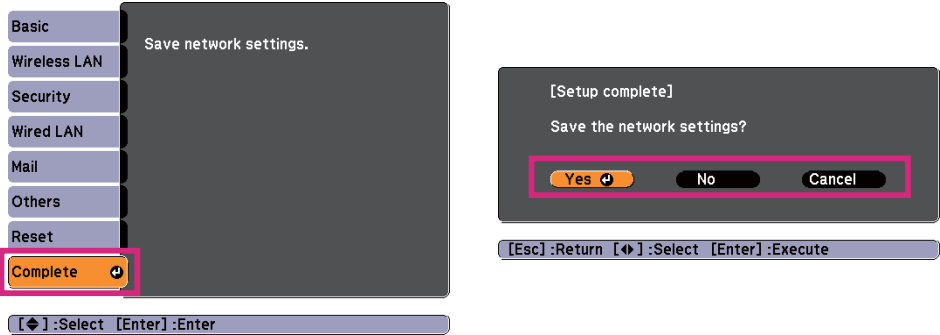 Basic
Wireless LAN
Security
Wired LAN
Mail
Others
Reset
Complete
Save network settings.
[◆] :Select [Enter] :Enter
[Setup complete]
Save the network settings?
Yes No Cancel
[Esc] :Return [◆] :Select [Enter] :Execute